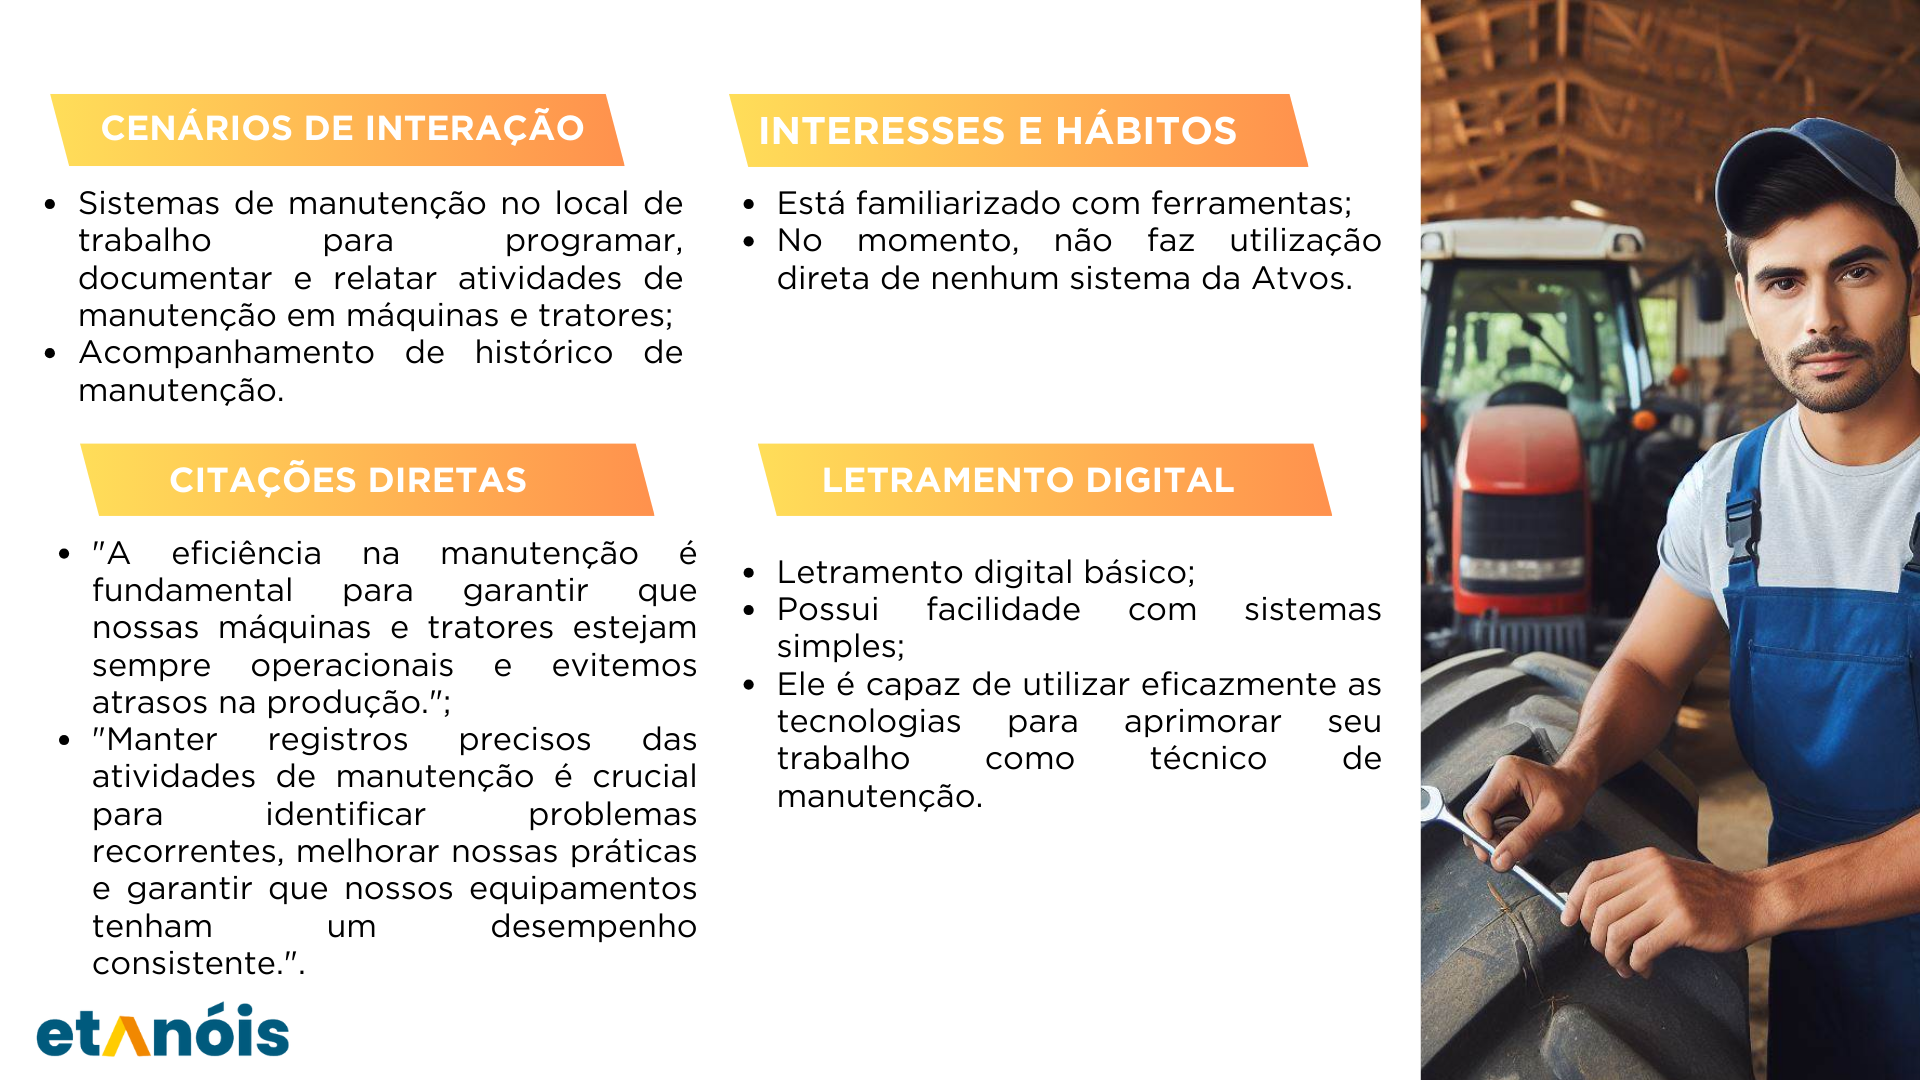 CENÁRIOS DE INTERAÇÃO
• Sistemas de manutenção no local de
trabalho para programar,
documentar e relatar atividades de
manutenção em máquinas e tratores;
• Acompanhamento de histórico de
manutenção.
INTERESSES E HÁBITOS
• Está familiarizado com ferramentas;
• No momento, não faz utilização
direta de nenhum sistema da Atvos.
CITAÇÕES DIRETAS
• "A eficiência na manutenção é
fundamental para garantir que
nossas máquinas e tratores estejam
sempre operacionais e evitemos
atrasos na produção.";
• "Manter registros precisos das
atividades de manutenção é crucial
para identificar problemas
recorrentes, melhorar nossas práticas
e garantir que nossos equipamentos
tenham um desempenho
consistente.".
LETRAMENTO DIGITAL
• Letramento digital básico;
• Possui facilidade com sistemas
simples;
• Ele é capaz de utilizar eficazmente as
tecnologias para aprimorar seu
trabalho como técnico de
manutenção.
etanóis